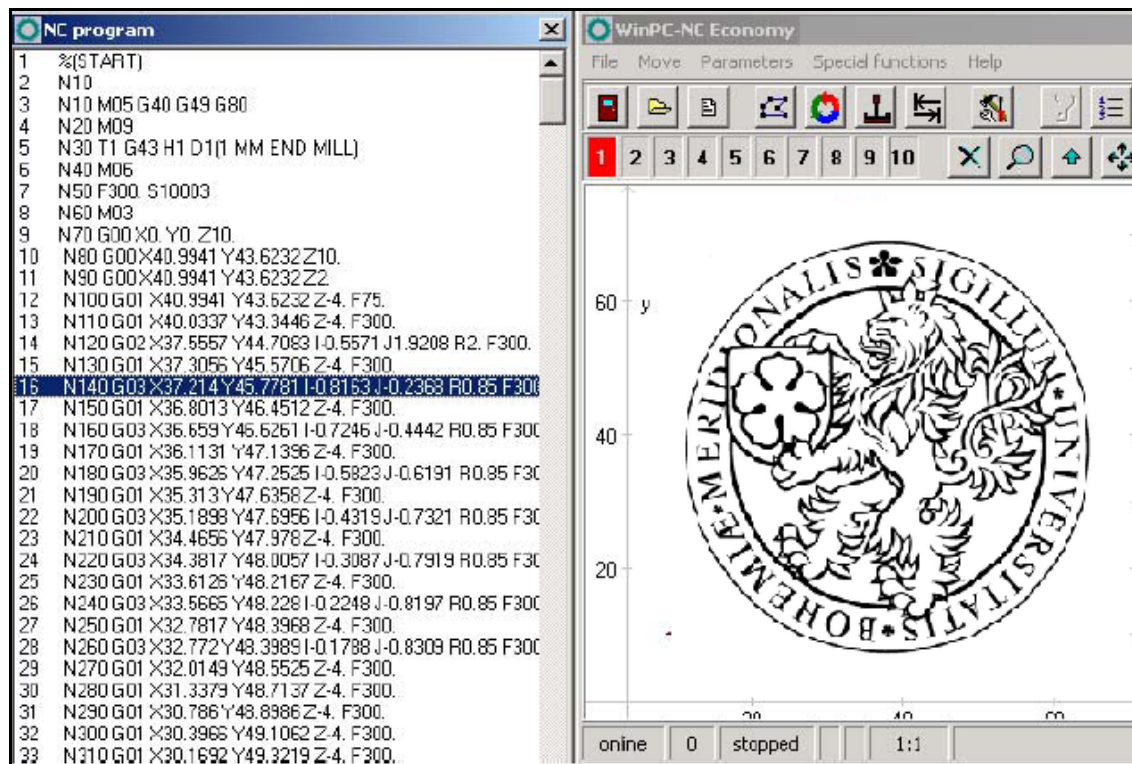 NC program
1 %(START)
2 N10
3 N10 M05 G40 G49 G80
4 N20 M09
5 N30 T1 G43 H1 D1(1 MM END MILL)
6 N40 M06
7 N50 F300. S10003
8 N60 M03
9 N70 G00 X0. Y0. Z10.
10 N80 G00 X40.9941 Y43.6232 Z10.
11 N90 G00 X40.9941 Y43.6232 Z2.
12 N100 G01 X40.9941 Y43.6232 Z-4. F75.
13 N110 G01 X40.0337 Y43.3446 Z-4. F300.
14 N120 G02 X37.5557 Y44.7083 I-0.5571 J1.9208 R2. F300.
15 N130 G01 X37.3056 Y45.5706 Z-4. F300.
16 N140 G03 X37.214 Y45.7781 I-0.8163 J-0.2368 R0.85 F300
17 N150 G01 X36.8013 Y46.4512 Z-4. F300.
18 N160 G03 X36.659 Y46.6261 I-0.7246 J-0.4442 R0.85 F300
19 N170 G01 X36.1131 Y47.1396 Z-4. F300.
20 N180 G03 X35.9626 Y47.2525 I-0.5823 J-0.6191 R0.85 F30
21 N190 G01 X35.313 Y47.6358 Z-4. F300.
22 N200 G03 X35.1898 Y47.6956 I-0.4319 J-0.7321 R0.85 F30
23 N210 G01 X34.4656 Y47.978 Z-4. F300.
24 N220 G03 X34.3817 Y48.0057 I-0.3087 J-0.7919 R0.85 F30
25 N230 G01 X33.6126 Y48.2167 Z-4. F300.
26 N240 G03 X33.5665 Y48.228 I-0.2248 J-0.8197 R0.85 F300
27 N250 G01 X32.7817 Y48.3968 Z-4. F300.
28 N260 G03 X32.772 Y48.3989 I-0.1788 J-0.8309 R0.85 F300
29 N270 G01 X32.0149 Y48.5525 Z-4. F300.
30 N280 G01 X31.3379 Y48.7137 Z-4. F300.
31 N290 G01 X30.786 Y48.8986 Z-4. F300.
32 N300 G01 X30.3966 Y49.1062 Z-4. F300.
33 N310 G01 X30.1692 Y49.3219 Z-4. F300.
WinPC-NC Economy
File Move Parameters Special functions Help
1 2 3 4 5 6 7 8 9 10
60 y
40
20
SIGILLUM * UNIVERSITATIS * BOHEMIAE * MERIDIONALIS
20 40 60
onine 0 stopped 1:1